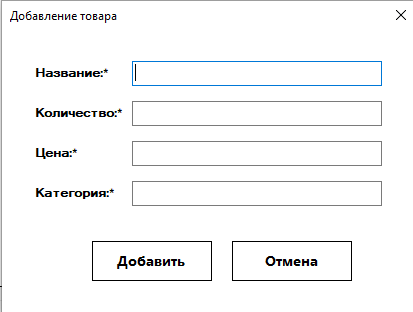 Добавление товара
Название:*
Количество:*
Цена:*
Категория:*
Добавить Отмена